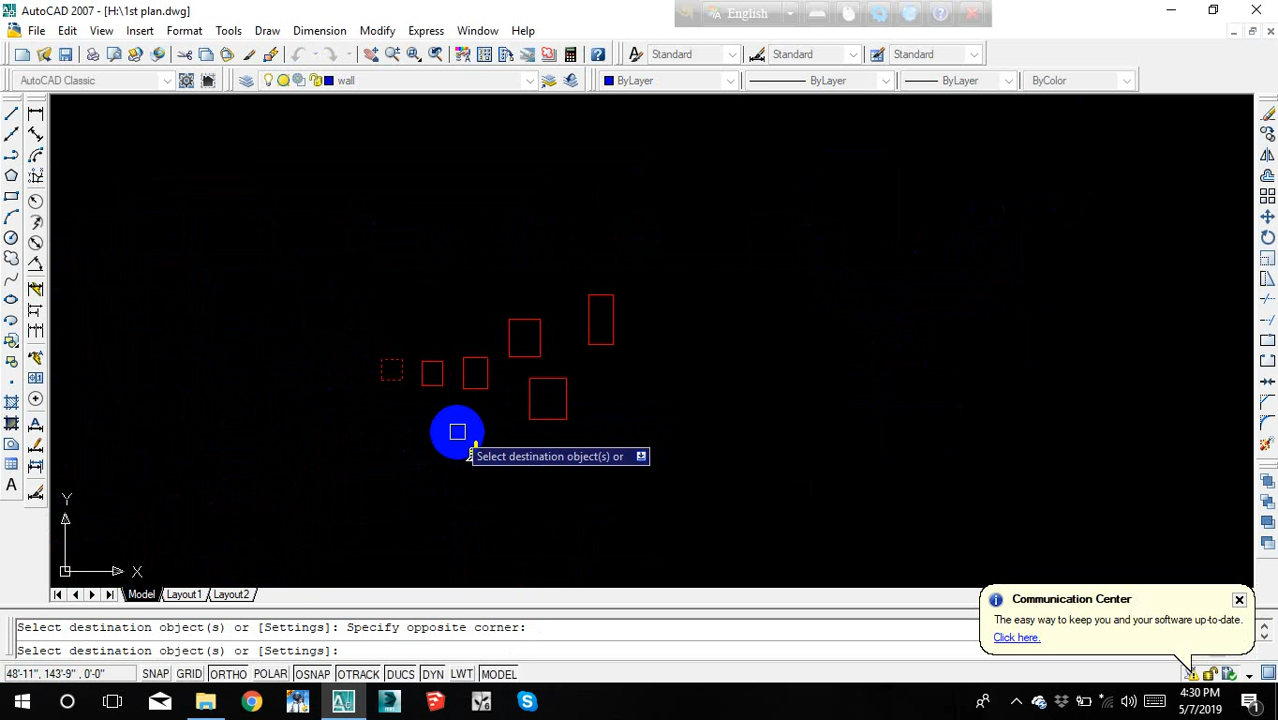 AutoCAD 2007 - [H:\1st plan.dwg]
English
File Edit View Insert Format Tools Draw Dimension Modify Express Window Help
Standard Standard Standard
AutoCAD Classic wall ByLayer ByLayer ByLayer ByColor
Select destination object(s) or
Y
X
A
Model Layout1 Layout2
Communication Center
The easy way to keep you and your software up-to-date.
Click here.
Select destination object(s) or [Settings]: Specify opposite corner:
Select destination object(s) or [Settings]:
48'-11", 143'-9", 0'-0" SNAP GRID ORTHO POLAR OSNAP OTRACK DUCS DYN LWT MODEL
4:30 PM
5/7/2019